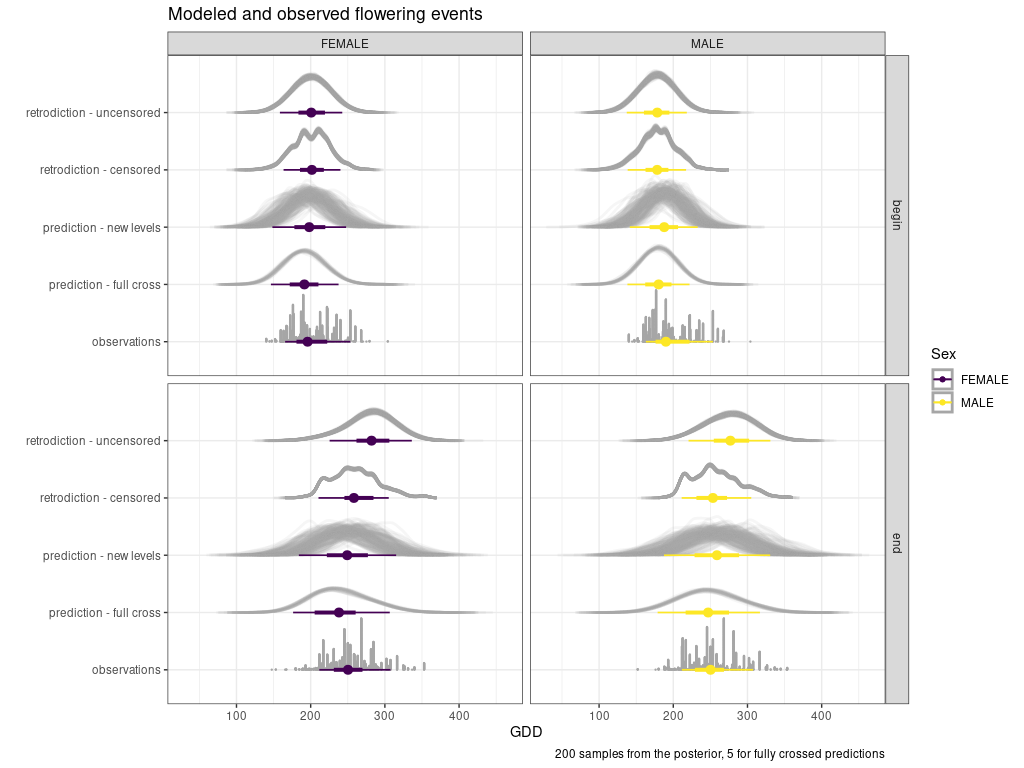 Modeled and observed flowering events
FEMALE
MALE
retrodiction - uncensored
retrodiction - censored
prediction - new levels
prediction - full cross
observations
begin
retrodiction - uncensored
retrodiction - censored
prediction - new levels
prediction - full cross
observations
end
100 200 300 400
100 200 300 400
GDD
Sex
FEMALE
MALE
200 samples from the posterior, 5 for fully crossed predictions